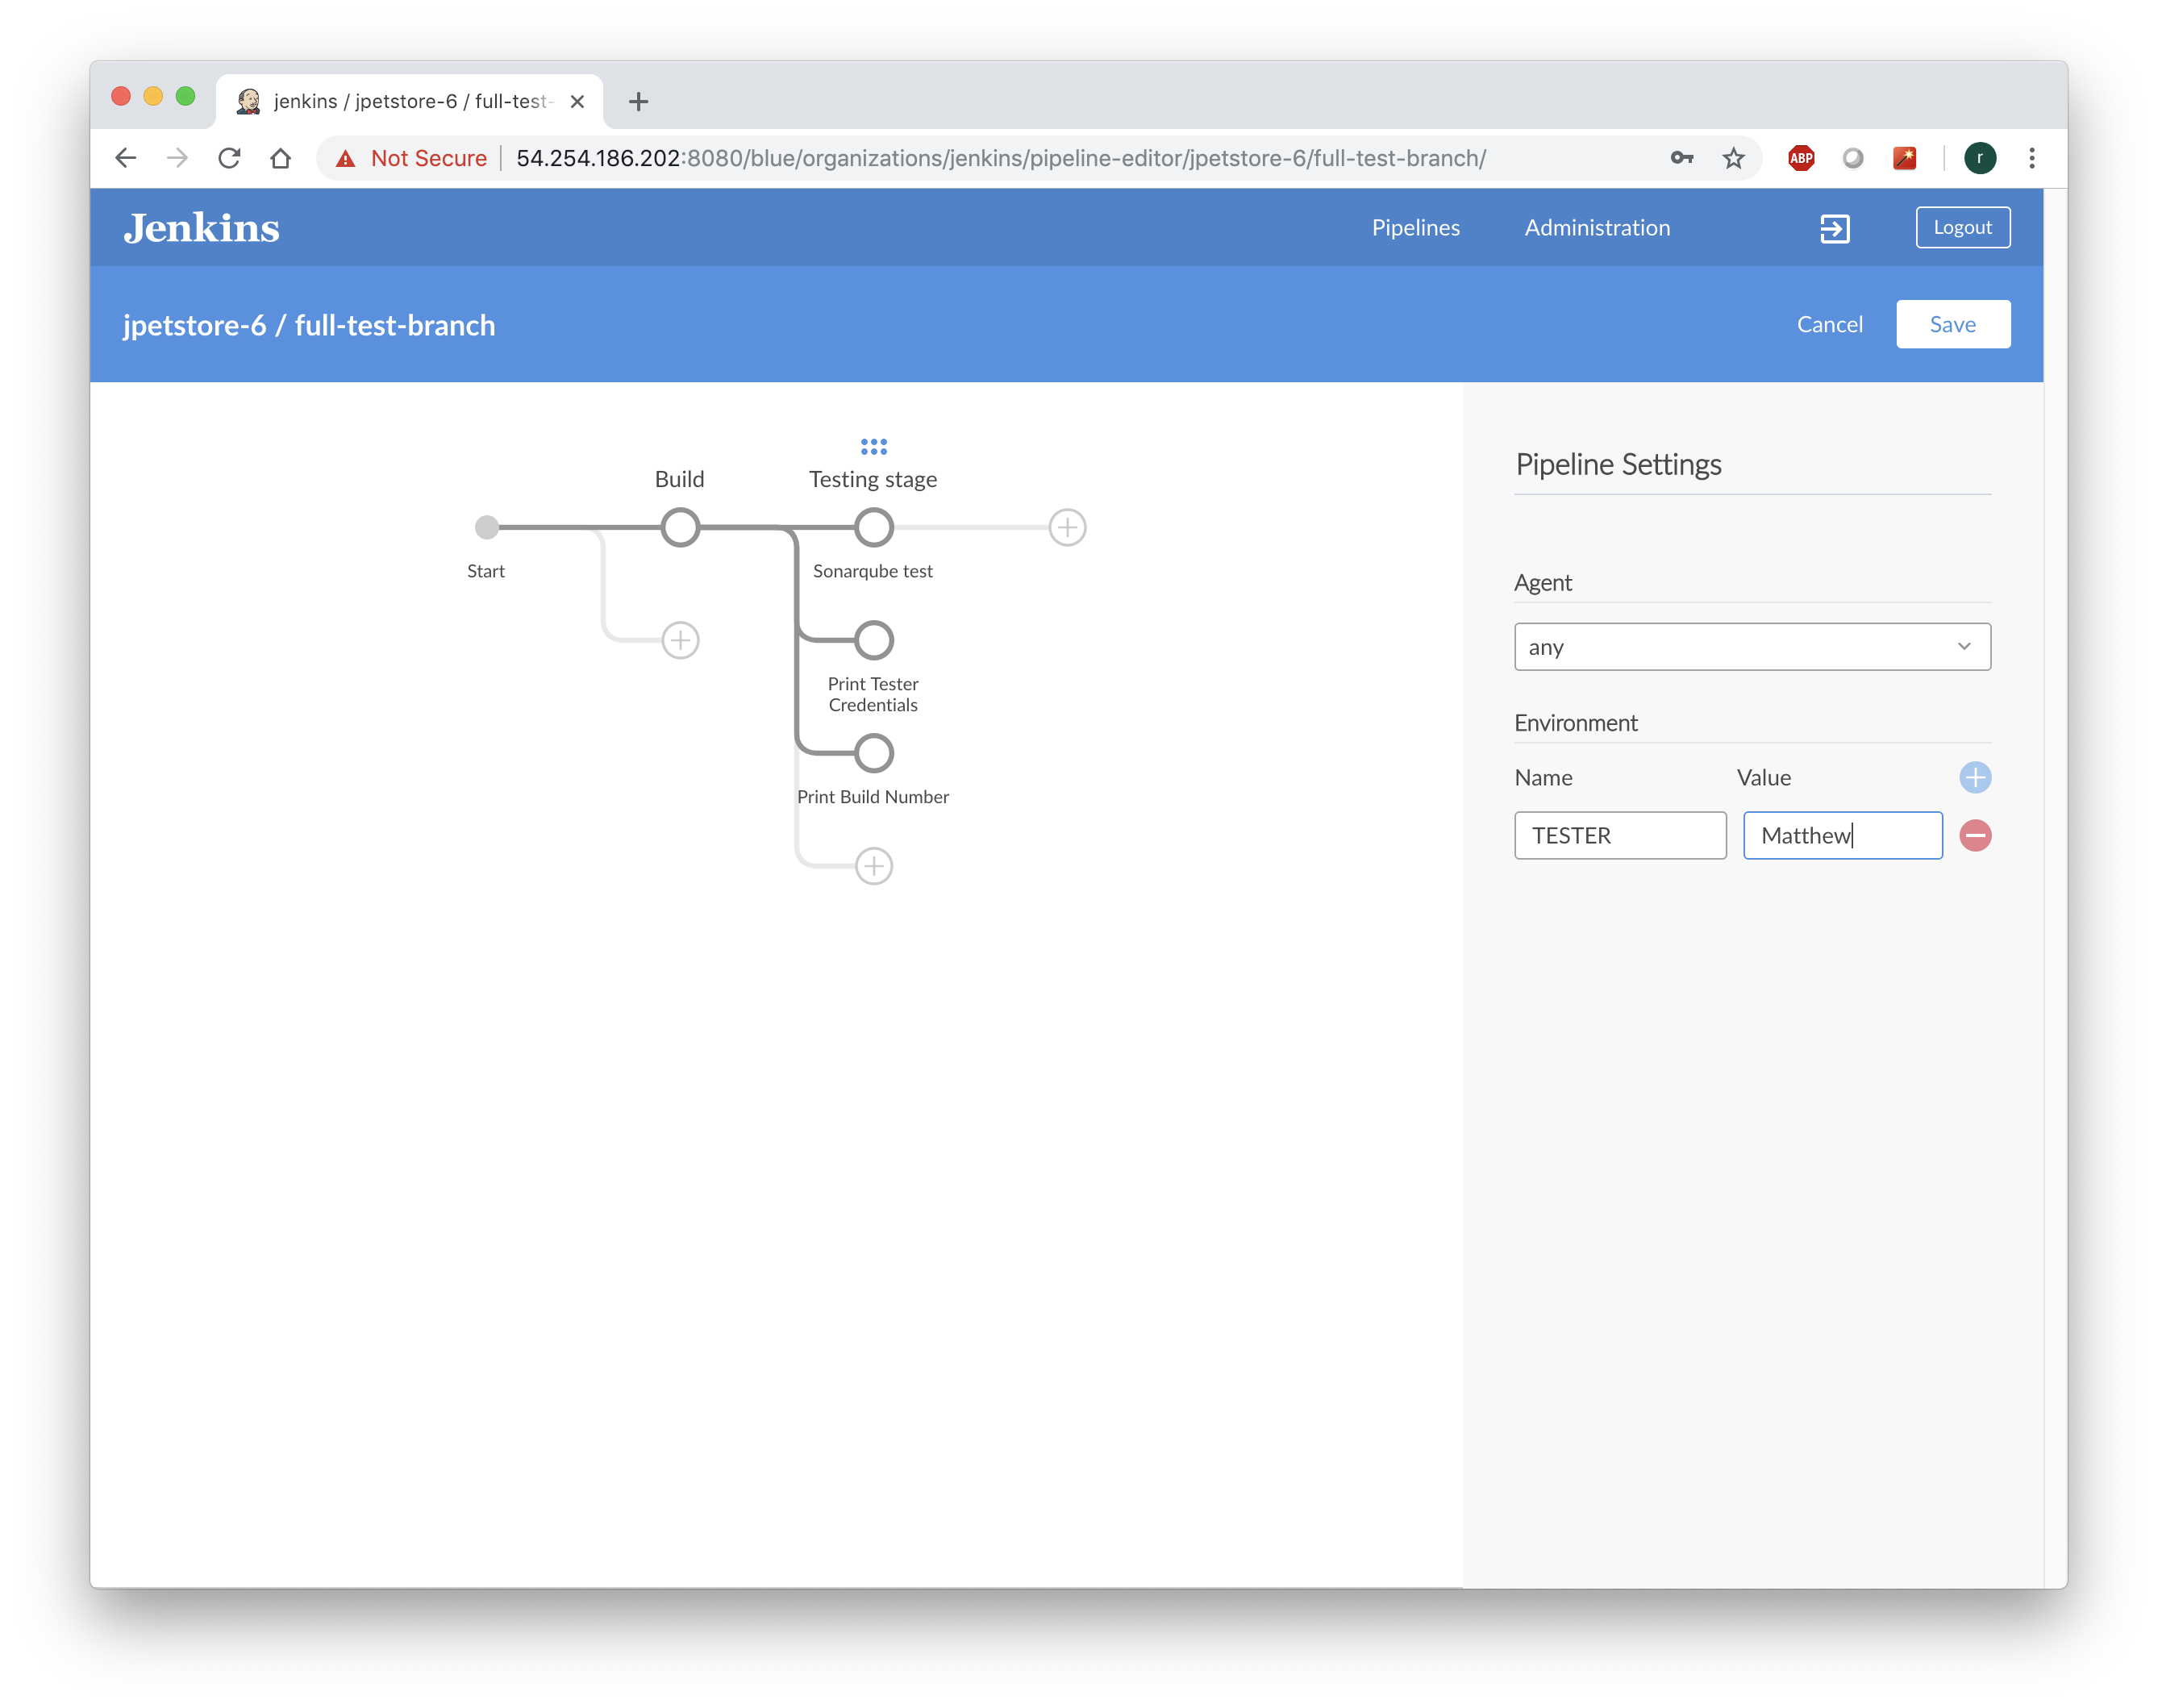 jenkins / jpetstore-6 / full-test-
Not Secure
54.254.186.202:8080/blue/organizations/jenkins/pipeline-editor/jpetstore-6/full-test-branch/
ABP
r
Jenkins
Pipelines
Administration
Logout
jpetstore-6 / full-test-branch
Cancel
Save
Build
Testing stage
Start
Sonarqube test
Print Tester
Credentials
Print Build Number
Pipeline Settings
Agent
any
Environment
Name
Value
TESTER
Matthew